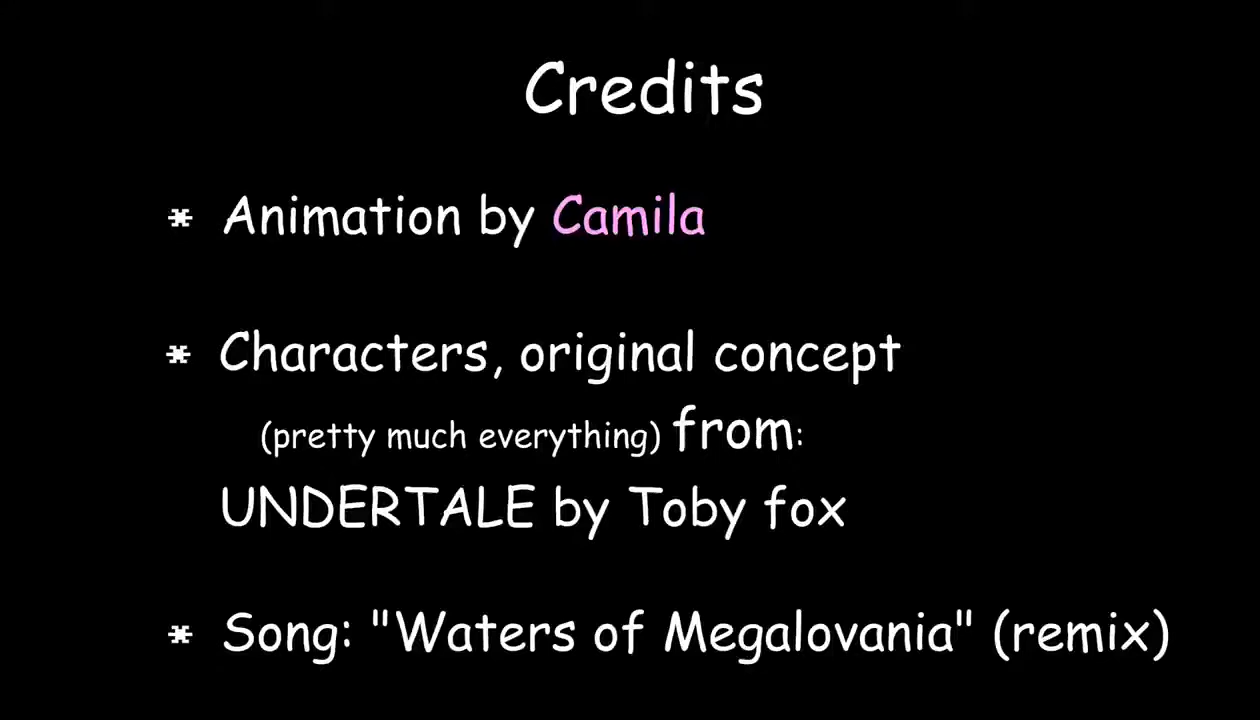 Credits
* Animation by Camila
* Characters, original concept
(pretty much everything) from:
UNDERTALE by Toby fox
* Song: "Waters of Megalovania" (remix)